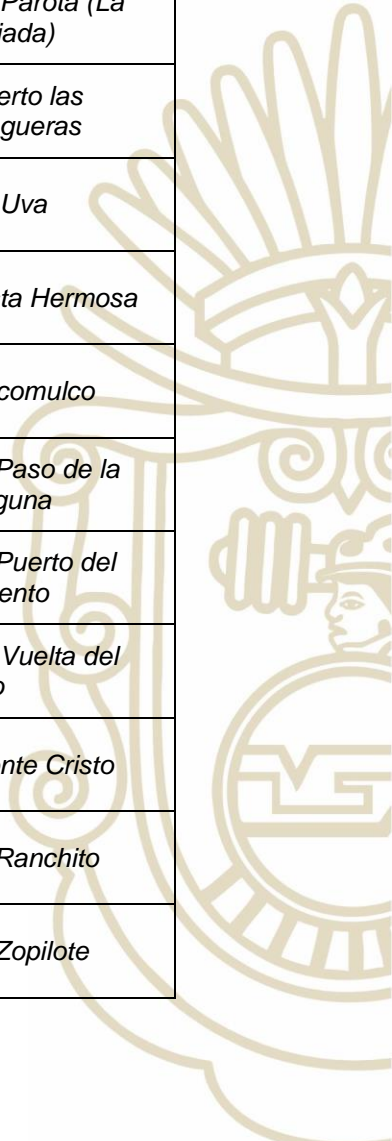 Parota (La
iada)
erto las
gueras
Uva
ta Hermosa
comulco
Paso de la
guna
Puerto del
ento
Vuelta del
o
nte Cristo
Ranchito
Zopilote